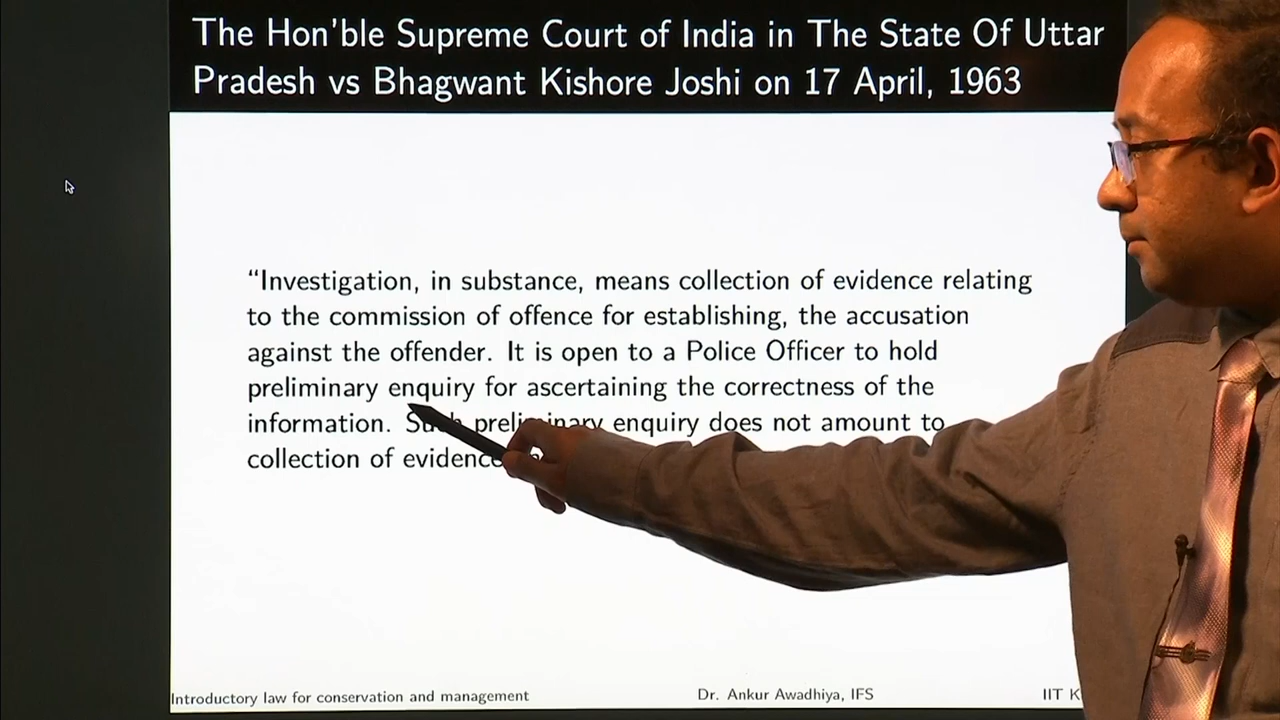 The Hon'ble Supreme Court of India in The State Of Uttar
Pradesh vs Bhagwant Kishore Joshi on 17 April, 1963
“Investigation, in substance, means collection of evidence relating
to the commission of offence for establishing, the accusation
against the offender. It is open to a Police Officer to hold
preliminary enquiry for ascertaining the correctness of the
information. Such preliminary enquiry does not amount to
collection of evidence
Introductory law for conservation and management
Dr. Ankur Awadhiya, IFS
IIT K